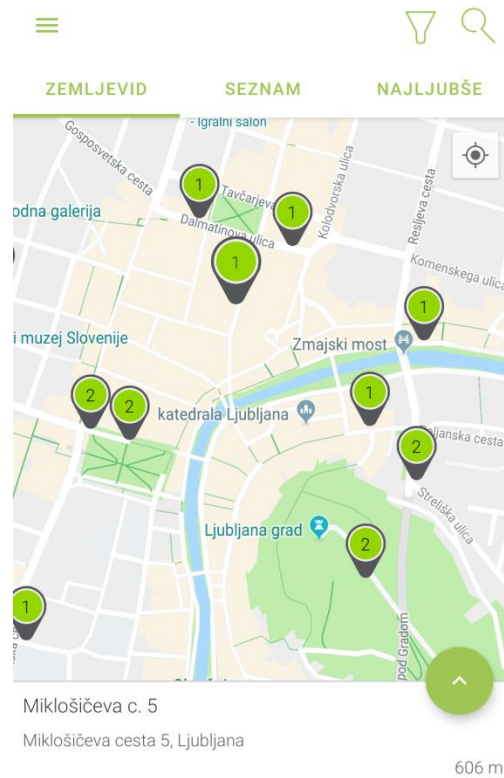 ZEMLJEVID SEZNAM NAJLJUBŠE
- Igralni salon
Gosposvetska cesta
Kolodvorska ulica
Resljeva cesta
1
Tavčarjeva
1
odna galerija
Dalmatinova ulica
1
Komenskega ulica
1
i muzej Slovenije
Zmajski most
2
2
1
katedrala Ljubljana
2
Poljanska cesta
Streliška ulica
Ljubljana grad
2
1
pod Gradom
Miklošičeva c. 5
Miklošičeva cesta 5, Ljubljana
606 m